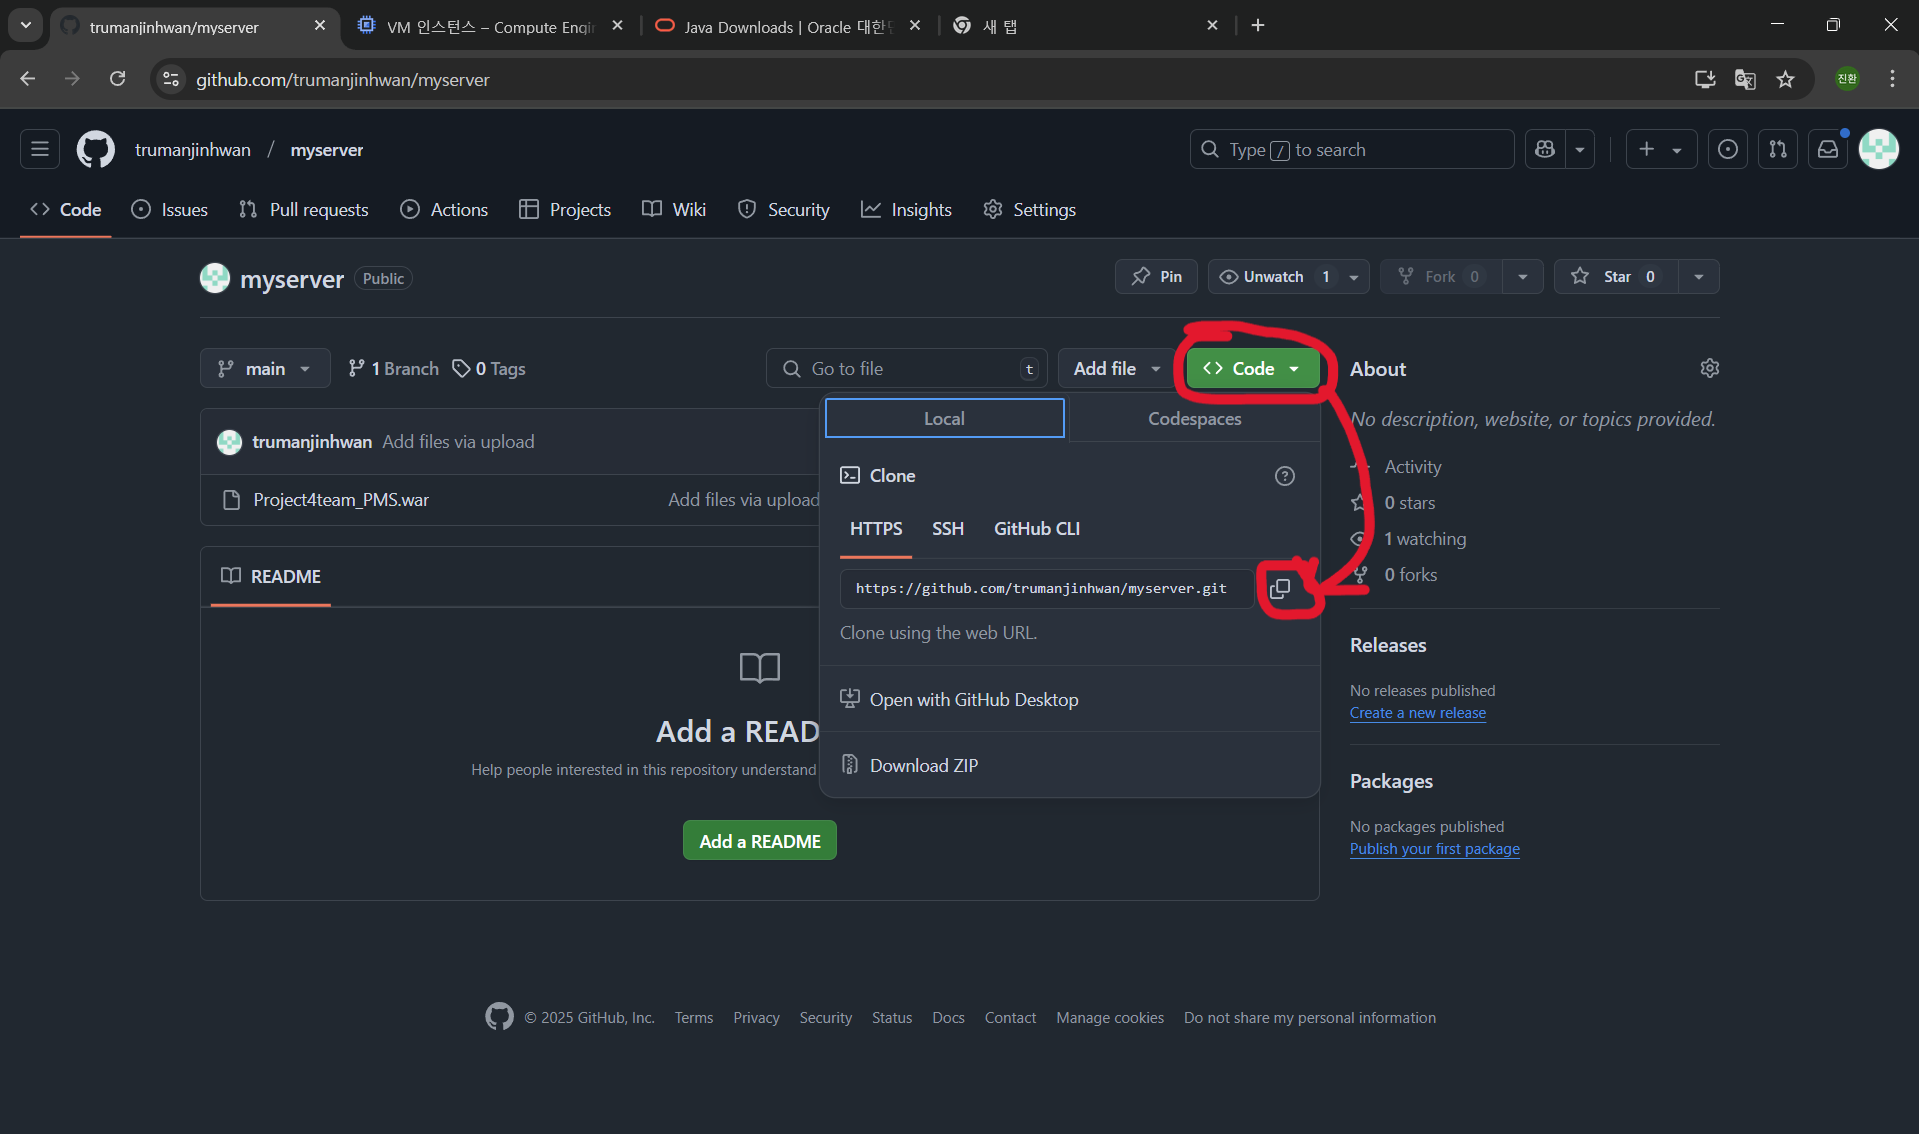 trumanjinhwan/myserver
VM 인스턴스 – Compute Engin
Java Downloads | Oracle 대한민
새 탭
github.com/trumanjinhwan/myserver
진환
trumanjinhwan / myserver
Type / to search
Code
Issues
Pull requests
Actions
Projects
Wiki
Security
Insights
Settings
myserver Public
Pin
Unwatch 1
Fork 0
Star 0
main
1 Branch
0 Tags
Go to file t
Add file
Code
trumanjinhwan Add files via upload
Project4team_PMS.war Add files via upload
README
Add a READ
Help people interested in this repository understand
Add a README
Local
Codespaces
Clone
HTTPS
SSH
GitHub CLI
https://github.com/trumanjinhwan/myserver.git
Clone using the web URL.
Open with GitHub Desktop
Download ZIP
About
No description, website, or topics provided.
Activity
0 stars
1 watching
0 forks
Releases
No releases published
Create a new release
Packages
No packages published
Publish your first package
© 2025 GitHub, Inc.
Terms
Privacy
Security
Status
Docs
Contact
Manage cookies
Do not share my personal information